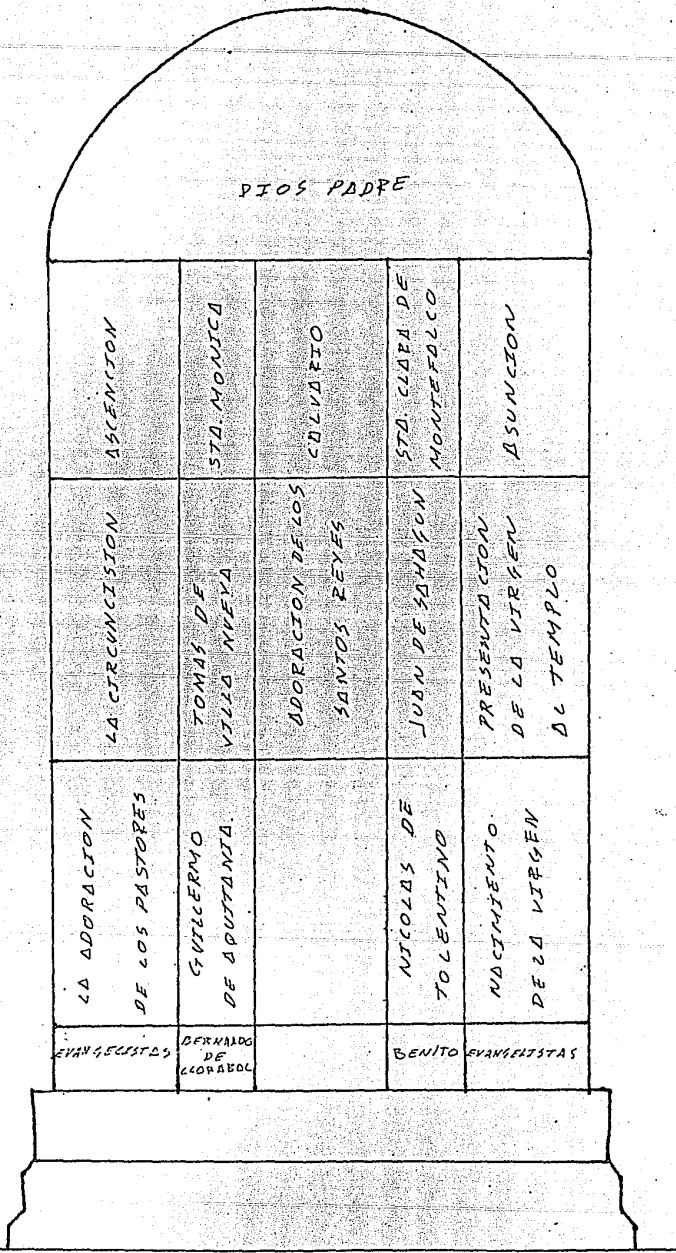 DIOS PADRE
ASCENCION
STA. MONICA
CALVARIO
STA. CLARA DE
MONTEFALCO
ASUNCION
LA CIRCUNCISION
TOMAS DE
VILLA NUEVA
ADORACION DE LOS
SANTOS REYES
JUAN DE SAHAGUN
PRESENTACION
DE LA VIRGEN
AL TEMPLO
LA ADORACION
DE LOS PASTORES
GUILLERMO
DE AQUITANIA.
NICOLAS DE
TOLENTINO
NACIMIENTO.
DE LA VIRGEN
EVANGELISTAS
BERNALDO
DE
BENITO
EVANGELISTAS